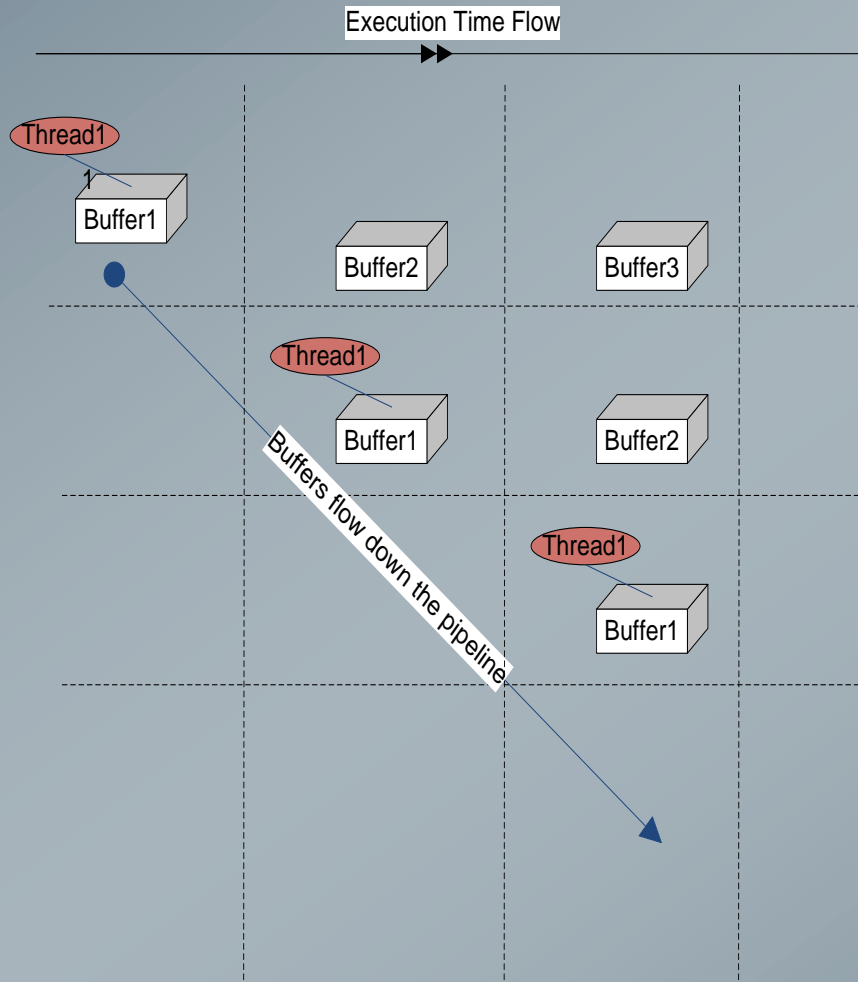 Execution Time Flow
Thread1
1
Buffer1
Buffer2
Buffer3
Thread1
Buffer1
Buffer2
Buffers flow down the pipeline
Thread1
Buffer1